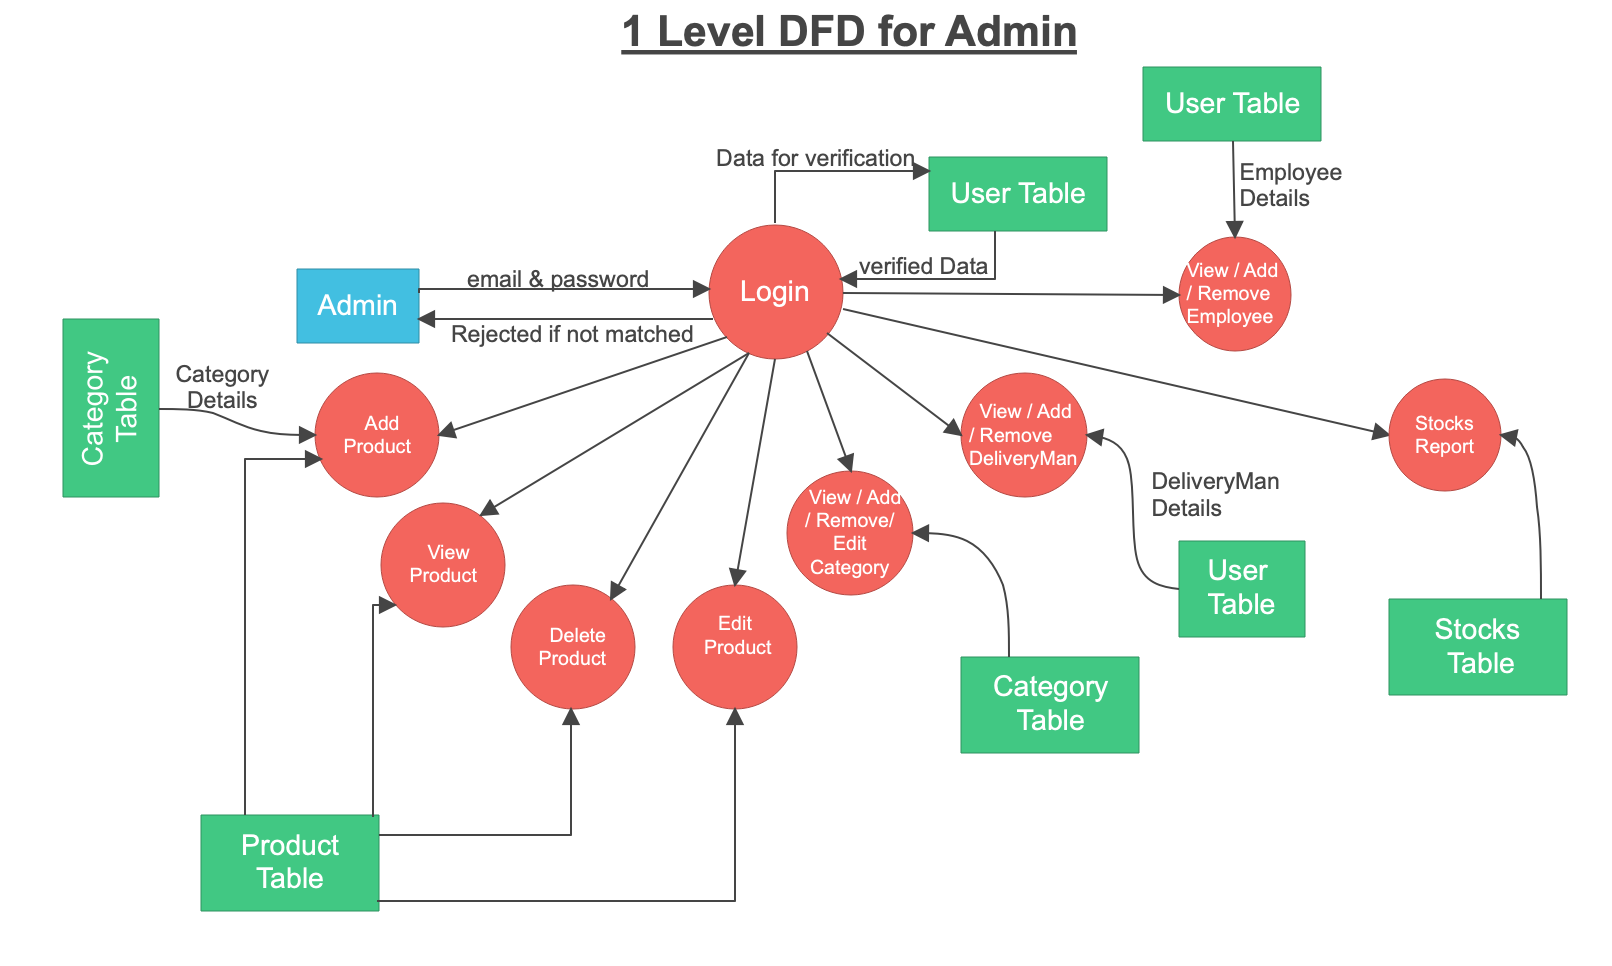 1 Level DFD for Admin
User Table
Data for verification
User Table
Employee
Details
verified Data
Login
email & password
Admin
Rejected if not matched
View / Add
/ Remove
Employee
Category
Table
Category
Details
Add
Product
View / Add
/ Remove
DeliveryMan
Stocks
Report
DeliveryMan
Details
View
Product
View / Add
/ Remove/
Edit
Category
User
Table
Delete
Product
Edit
Product
Stocks
Table
Category
Table
Product
Table